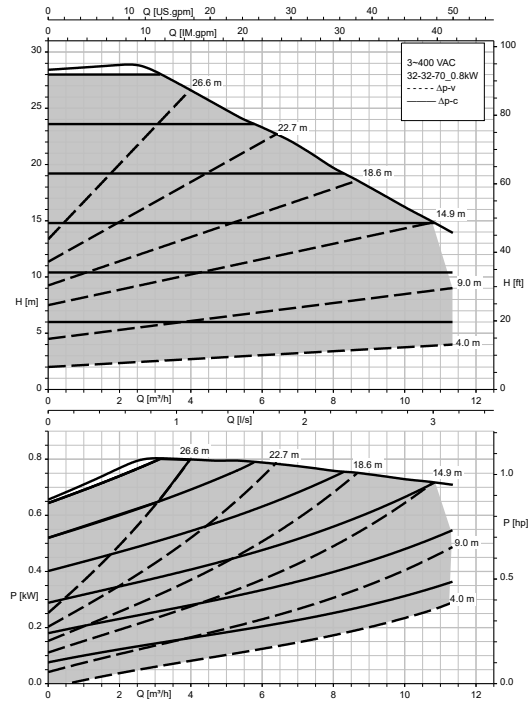 Q [US.gpm]
0 10 20 30 40 50
Q [IM.gpm]
0 10 20 30 40
30 25 20 15 10 5 0
H [m]
100 80 60 40 20 0
H [ft]
3~400 VAC
32-32-70_0.8kW
Δp-v
Δp-c
26.6 m
22.7 m
18.6 m
14.9 m
9.0 m
4.0 m
0 2 4 6 8 10 12
Q [m³/h]
0 1 2 3
Q [l/s]
0.8 0.6 0.4 0.2 0.0
P [kW]
1.0 0.5 0.0
P [hp]
26.6 m
22.7 m
18.6 m
14.9 m
9.0 m
4.0 m
0 2 4 6 8 10 12
Q [m³/h]